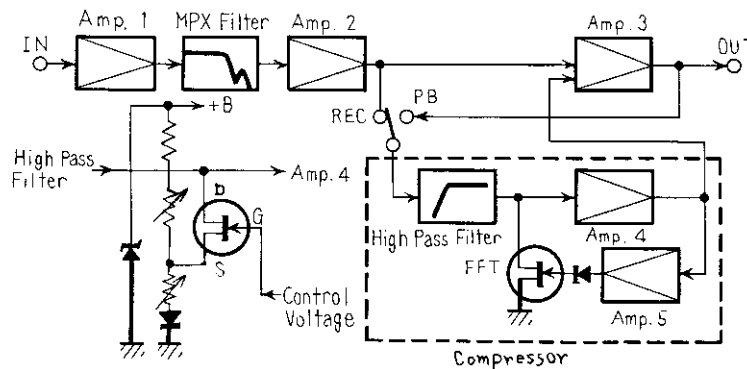 IN
Amp. 1
MPX Filter
Amp. 2
Amp. 3
OUT
+B
REC
PB
High Pass
Filter
Amp.4
D
G
S
Control
Voltage
High Pass Filter
Amp. 4
FFT
Amp. 5
Compressor